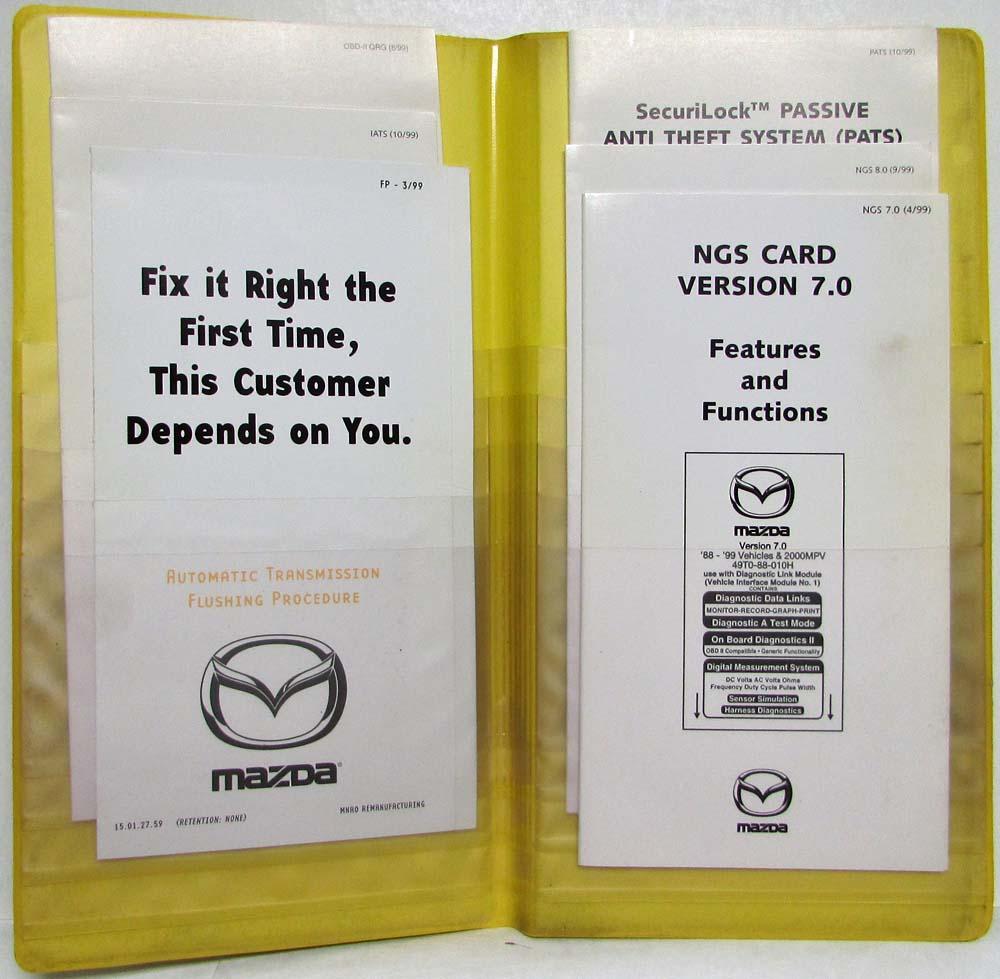 OBD-II QRG (8/99)
IATS (10/99)
FP - 3/99
Fix it Right the
First Time,
This Customer
Depends on You.
AUTOMATIC TRANSMISSION
FLUSHING PROCEDURE
mazda®
MNAO REMANUFACTURING
15.01.27.59 (RETENTION: NONE)
PATS (10/99)
SecuriLock™ PASSIVE
ANTI THEFT SYSTEM (PATS)
NGS 8.0 (9/99)
NGS 7.0 (4/99)
NGS CARD
VERSION 7.0
Features
and
Functions
mazda
Version 7.0
'88 - '99 Vehicles & 2000MPV
49T0-88-010H
use with Diagnostic Link Module
(Vehicle Interface Module No. 1)
CONTAINS
Diagnostic Data Links
MONITOR-RECORD-GRAPH-PRINT
Diagnostic A Test Mode
On Board Diagnostics II
OBD II Compatible • Generic Functionality
Digital Measurement System
DC Volts AC Volts Ohms
Frequency Duty Cycle Pulse Width
Sensor Simulation
Harness Diagnostics
mazda